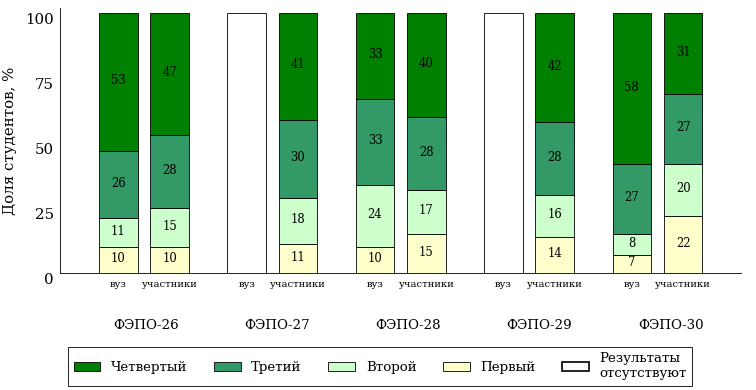 100
75
50
25
0
Доля студентов, %
53 47 41 33 40 42 58 31
26 28 30 33 28 28 27 27
11 15 18 24 17 16 8 20
10 10 11 10 15 14 7 22
вуз участники вуз участники вуз участники вуз участники вуз участники
ФЭПО-26 ФЭПО-27 ФЭПО-28 ФЭПО-29 ФЭПО-30
Четвертый Третий Второй Первый Результаты
отсутствуют